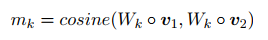 m_k = cosine(W_k ∘ v_1, W_k ∘ v_2)